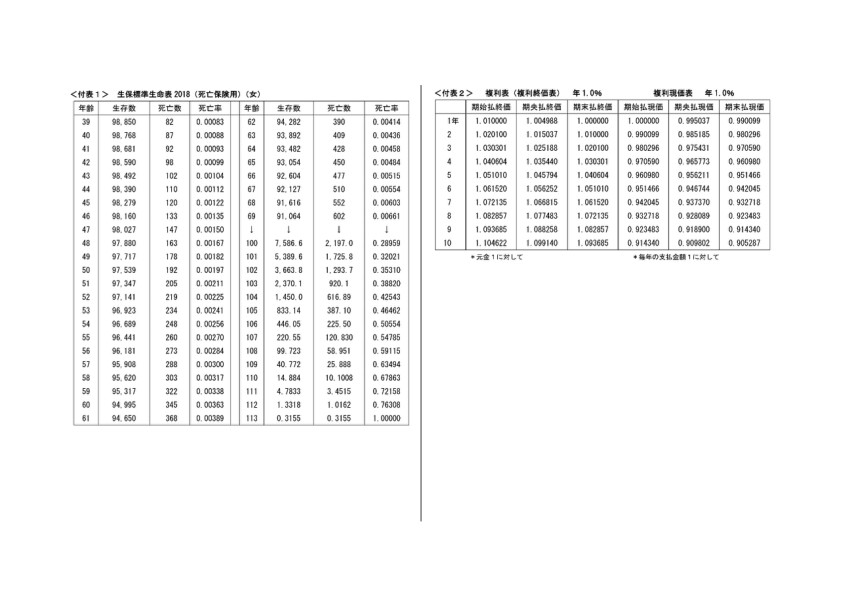 ＜付表１＞　生保標準生命表 2018（死亡保険用）（女）
年齢 生存数 死亡数 死亡率 年齢 生存数 死亡数 死亡率
39 98,850 82 0.00083 62 94,282 390 0.00414
40 98,768 87 0.00088 63 93,892 409 0.00436
41 98,681 92 0.00093 64 93,482 428 0.00458
42 98,590 98 0.00099 65 93,054 450 0.00484
43 98,492 102 0.00104 66 92,604 477 0.00515
44 98,390 110 0.00112 67 92,127 510 0.00554
45 98,279 120 0.00122 68 91,616 552 0.00603
46 98,160 133 0.00135 69 91,064 602 0.00661
47 98,027 147 0.00150 ↓ ↓ ↓ ↓
48 97,880 163 0.00167 100 7,586.6 2,197.0 0.28959
49 97,717 178 0.00182 101 5,389.6 1,725.8 0.32021
50 97,539 192 0.00197 102 3,663.8 1,293.7 0.35310
51 97,347 205 0.00211 103 2,370.1 920.1 0.38820
52 97,141 219 0.00225 104 1,450.0 616.89 0.42543
53 96,923 234 0.00241 105 833.14 387.10 0.46462
54 96,689 248 0.00256 106 446.05 225.50 0.50554
55 96,441 260 0.00270 107 220.55 120.830 0.54785
56 96,181 273 0.00284 108 99.723 58.951 0.59115
57 95,908 288 0.00300 109 40.772 25.888 0.63494
58 95,620 303 0.00317 110 14.884 10.1008 0.67863
59 95,317 322 0.00338 111 4.7833 3.4515 0.72158
60 94,995 345 0.00363 112 1.3318 1.0162 0.76308
61 94,650 368 0.00389 113 0.3155 0.3155 1.00000
＜付表２＞　複利表（複利終価表）　年1.0%　複利現価表　年1.0%
期始払終価 期央払終価 期末払終価 期始払現価 期央払現価 期末払現価
1年 1.010000 1.004988 1.000000 1.000000 0.995037 0.990099
2 1.020100 1.015037 1.010000 0.990099 0.985185 0.980296
3 1.030301 1.025188 1.020100 0.980296 0.975431 0.970590
4 1.040604 1.035440 1.030301 0.970590 0.965773 0.960980
5 1.051010 1.045794 1.040604 0.960980 0.956211 0.951466
6 1.061520 1.056252 1.051010 0.951466 0.946744 0.942045
7 1.072135 1.066815 1.061520 0.942045 0.937370 0.932718
8 1.082857 1.077483 1.072135 0.932718 0.928089 0.923483
9 1.093685 1.088258 1.082857 0.923483 0.918900 0.914340
10 1.104622 1.099140 1.093685 0.914340 0.909802 0.905287
＊元金１に対して　＊毎年の支払金額１に対して